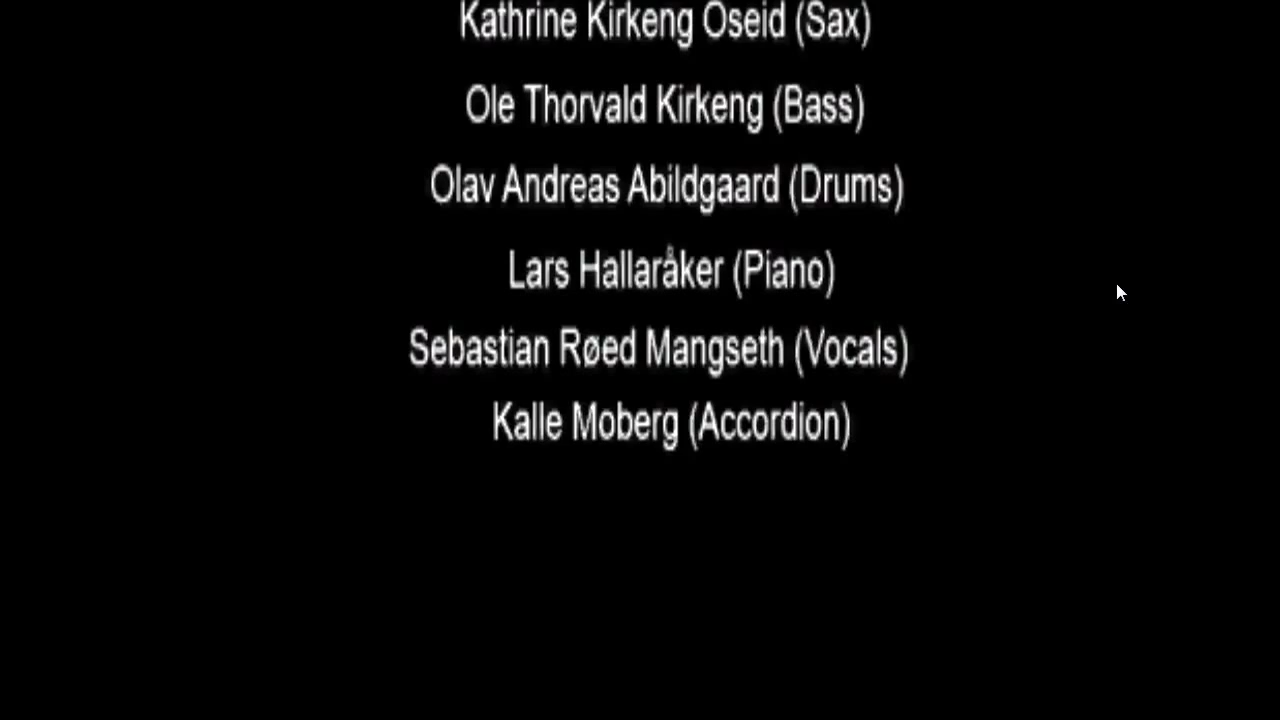 Kathrine Kirkeng Oseid (Sax)
Ole Thorvald Kirkeng (Bass)
Olav Andreas Abildgaard (Drums)
Lars Hallaråker (Piano)
Sebastian Røed Mangseth (Vocals)
Kalle Moberg (Accordion)